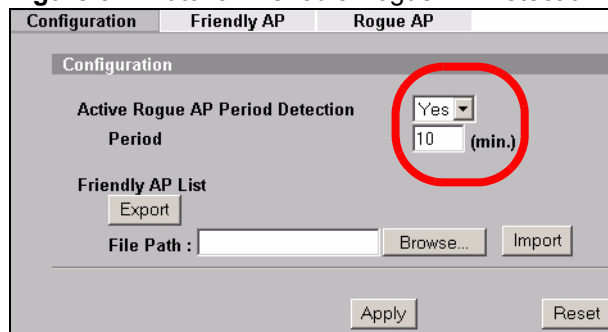 Configuration Friendly AP Rogue AP
Configuration
Active Rogue AP Period Detection Yes
Period 10 (min.)
Friendly AP List
Export
File Path : Browse... Import
Apply Reset